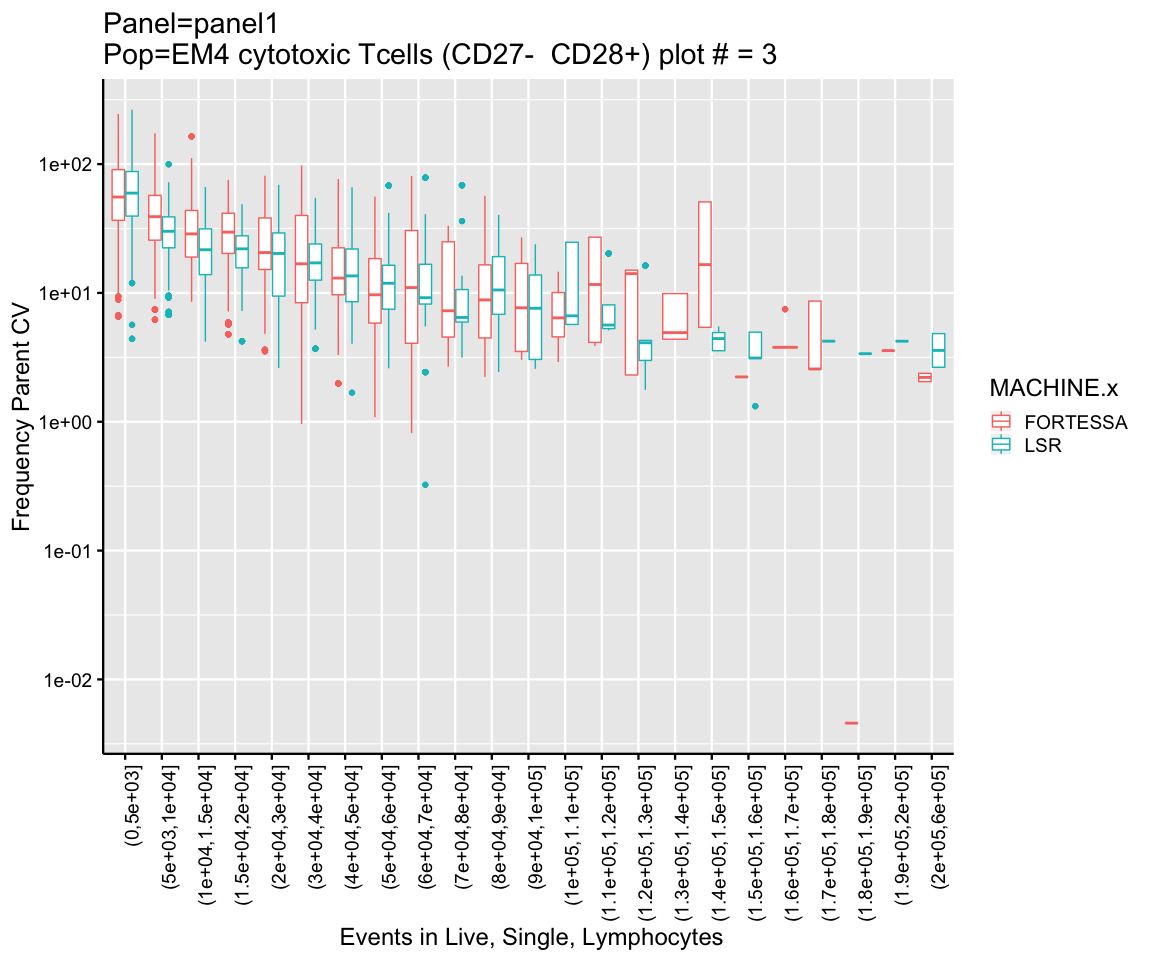 Panel=panel1
Pop=EM4 cytotoxic Tcells (CD27-  CD28+) plot # = 3
Frequency Parent CV
1e+02
1e+01
1e+00
1e-01
1e-02
(0,5e+03]
(5e+03,1e+04]
(1e+04,1.5e+04]
(1.5e+04,2e+04]
(2e+04,3e+04]
(3e+04,4e+04]
(4e+04,5e+04]
(5e+04,6e+04]
(6e+04,7e+04]
(7e+04,8e+04]
(8e+04,9e+04]
(9e+04,1e+05]
(1e+05,1.1e+05]
(1.1e+05,1.2e+05]
(1.2e+05,1.3e+05]
(1.3e+05,1.4e+05]
(1.4e+05,1.5e+05]
(1.5e+05,1.6e+05]
(1.6e+05,1.7e+05]
(1.7e+05,1.8e+05]
(1.8e+05,1.9e+05]
(1.9e+05,2e+05]
(2e+05,6e+05]
Events in Live, Single, Lymphocytes
MACHINE.x
FORTESSA
LSR